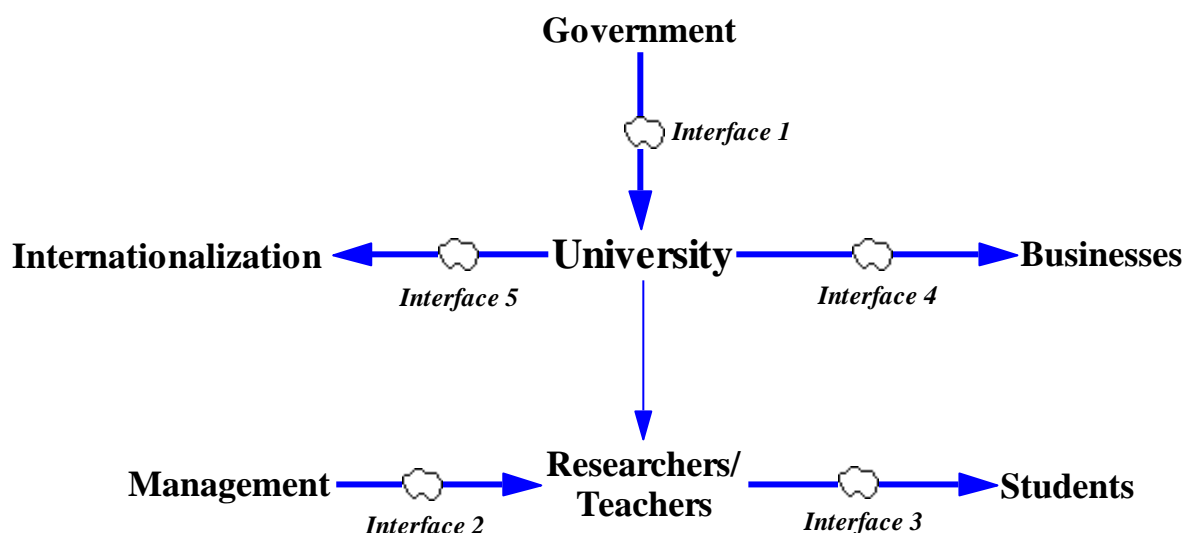 Government
Interface 1
Internationalization
University
Businesses
Interface 5
Interface 4
Management
Researchers/
Teachers
Students
Interface 2
Interface 3